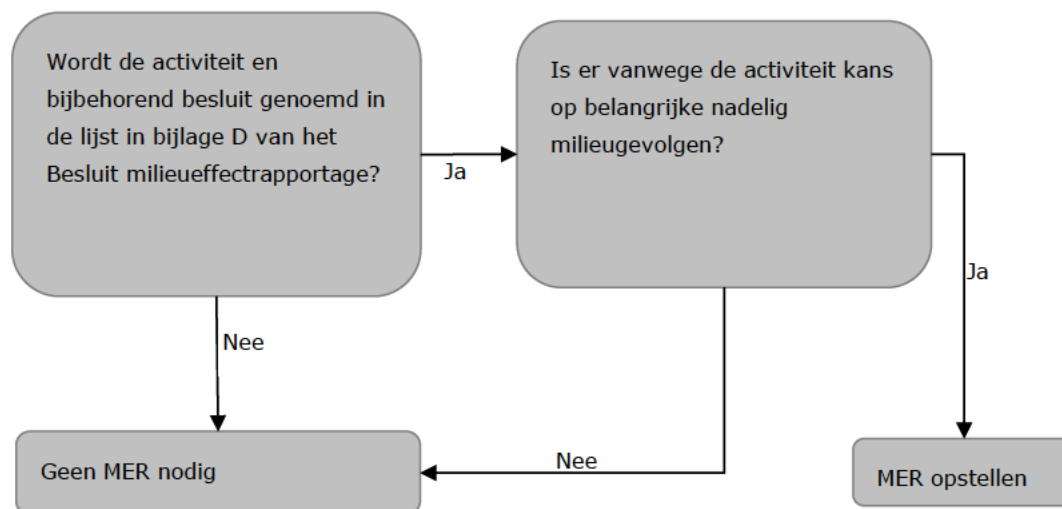 Wordt de activiteit en
bijbehorend besluit genoemd in
de lijst in bijlage D van het
Besluit milieueffectrapportage?
Ja
Is er vanwege de activiteit kans
op belangrijke nadelig
milieugevolgen?
Ja
Nee
Geen MER nodig
Nee
MER opstellen